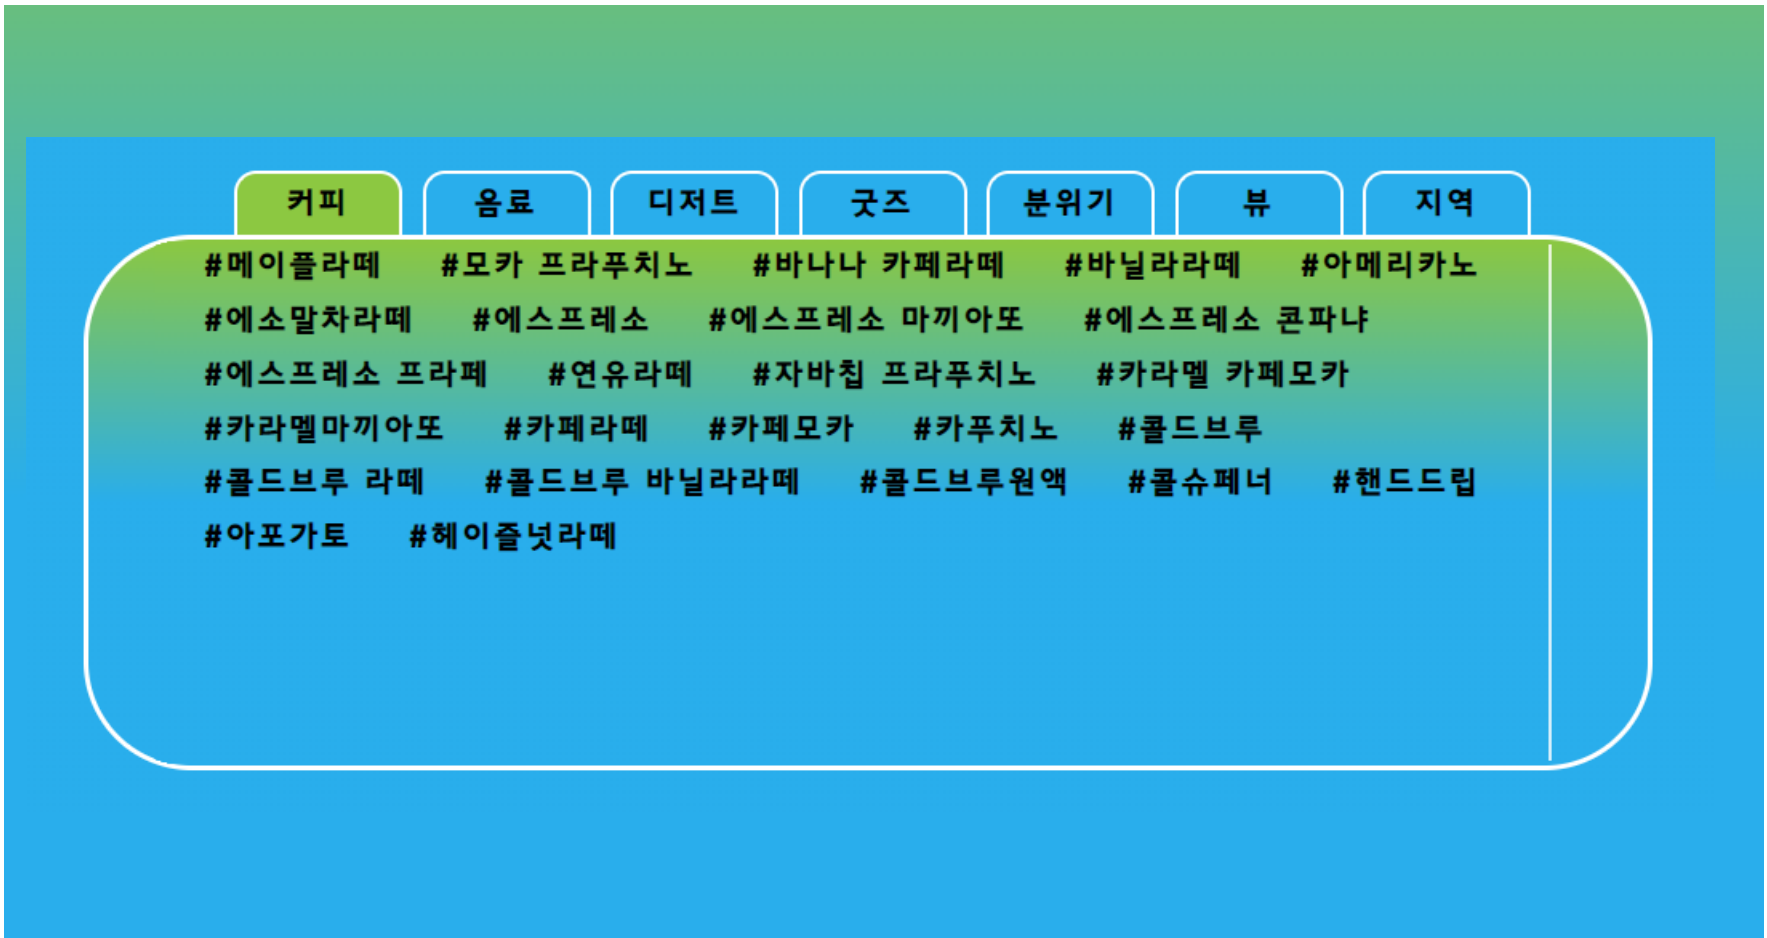 커피 음료 디저트 굿즈 분위기 뷰 지역
#메이플라떼 #모카 프라푸치노 #바나나 카페라떼 #바닐라라떼 #아메리카노
#에소말차라떼 #에스프레소 #에스프레소 마끼아또 #에스프레소 콘파냐
#에스프레소 프라페 #연유라떼 #자바칩 프라푸치노 #카라멜 카페모카
#카라멜마끼아또 #카페라떼 #카페모카 #카푸치노 #콜드브루
#콜드브루 라떼 #콜드브루 바닐라라떼 #콜드브루원액 #콜슈페너 #핸드드립
#아포가토 #헤이즐넛라떼